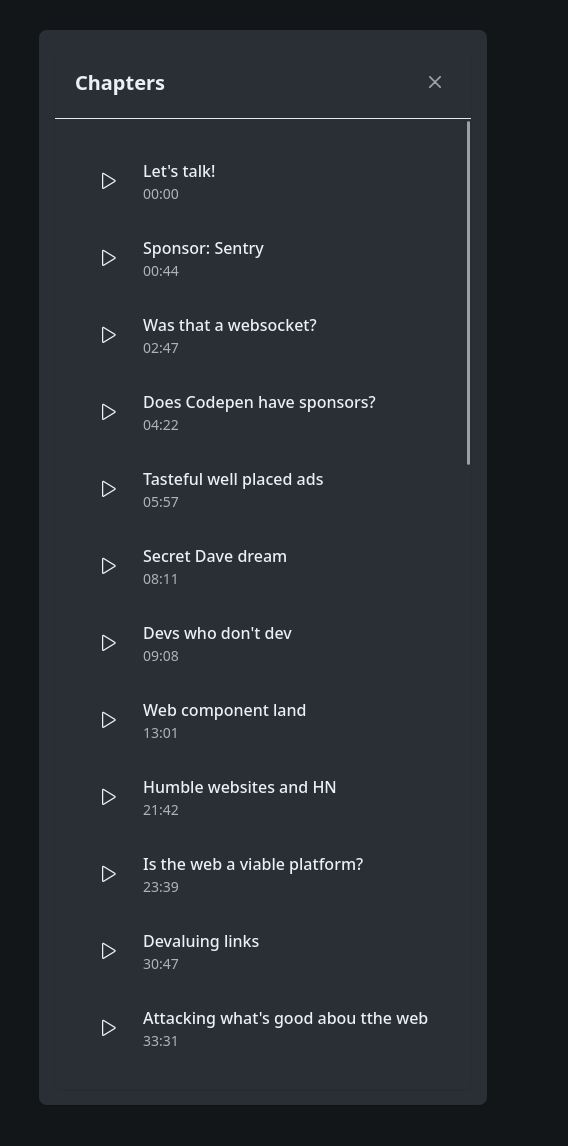 Chapters
Let's talk!
00:00
Sponsor: Sentry
00:44
Was that a websocket?
02:47
Does Codepen have sponsors?
04:22
Tasteful well placed ads
05:57
Secret Dave dream
08:11
Devs who don't dev
09:08
Web component land
13:01
Humble websites and HN
21:42
Is the web a viable platform?
23:39
Devaluing links
30:47
Attacking what's good abou tthe web
33:31